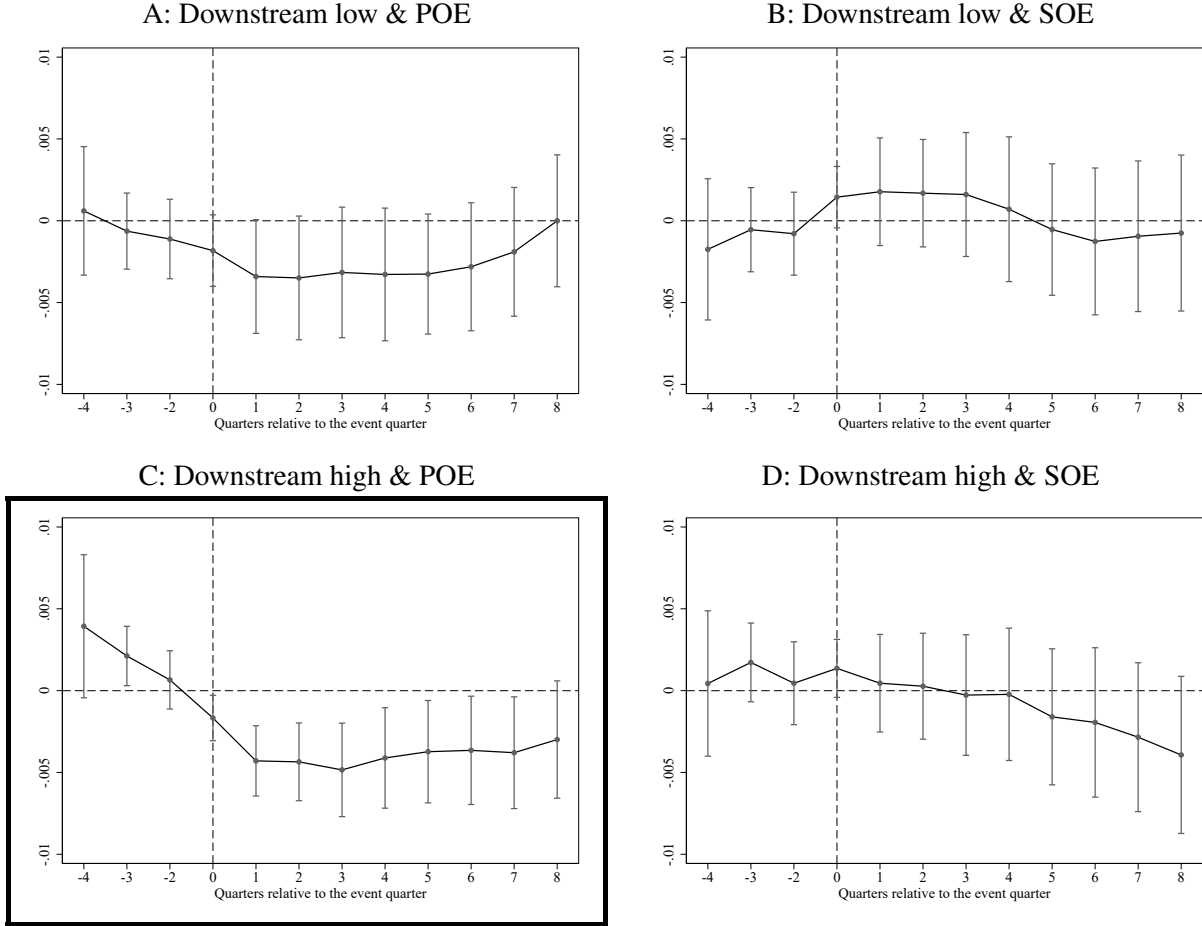 A: Downstream low & POE
.01
.005
0
-.005
-.01
-4 -3 -2 0 1 2 3 4 5 6 7 8
Quarters relative to the event quarter
B: Downstream low & SOE
.01
.005
0
-.005
-.01
-4 -3 -2 0 1 2 3 4 5 6 7 8
Quarters relative to the event quarter
C: Downstream high & POE
.01
.005
0
-.005
-.01
-4 -3 -2 0 1 2 3 4 5 6 7 8
Quarters relative to the event quarter
D: Downstream high & SOE
.01
.005
0
-.005
-.01
-4 -3 -2 0 1 2 3 4 5 6 7 8
Quarters relative to the event quarter